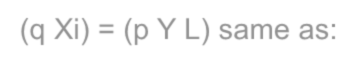 (q Xi) = (p Y L) same as: